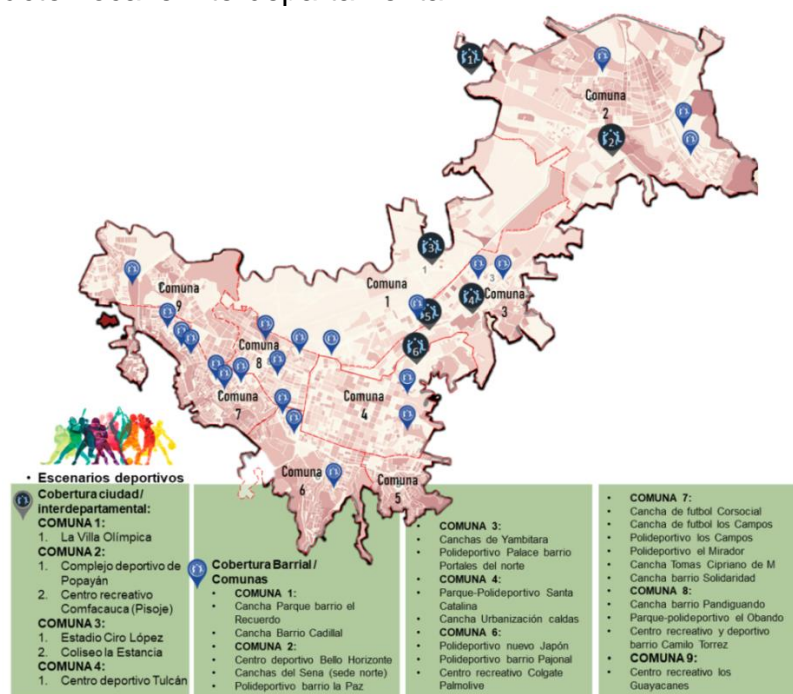 Comuna
2
Comuna
1
Comuna
3
Comuna
9
Comuna
8
Comuna
7
Comuna
4
Comuna
6
Comuna
5
1
2
3
4
5
6
1
3
• Escenarios deportivos
Cobertura ciudad/
interdepartamental:
COMUNA 1:
1. La Villa Olímpica
COMUNA 2:
1. Complejo deportivo de
Popayán
2. Centro recreativo
Comfacauca (Pisoje)
COMUNA 3:
1. Estadio Ciro López
2. Coliseo la Estancia
COMUNA 4:
1. Centro deportivo Tulcán
Cobertura Barrial /
Comunas
• COMUNA 1:
• Cancha Parque barrio el
Recuerdo
• Cancha Barrio Cadillal
• COMUNA 2:
• Centro deportivo Bello Horizonte
• Canchas del Sena (sede norte)
• Polideportivo barrio la Paz
• COMUNA 3:
• Canchas de Yambitara
• Polideportivo Palace barrio
Portales del norte
• COMUNA 4:
• Parque-Polideportivo Santa
Catalina
• Cancha Urbanización caldas
• COMUNA 6:
• Polideportivo nuevo Japón
• Polideportivo barrio Pajonal
• Centro recreativo Colgate
Palmolive
• COMUNA 7:
• Cancha de futbol Corsocial
• Cancha de futbol los Campos
• Polideportivo los Campos
• Polideportivo el Mirador
• Cancha Tomas Cipriano de M
• Cancha barrio Solidaridad
• COMUNA 8:
• Cancha barrio Pandiguando
• Parque-polideportivo el Obando
• Centro recreativo y deportivo
barrio Camilo Torrez
• COMUNA 9:
• Centro recreativo los
Guayacanes